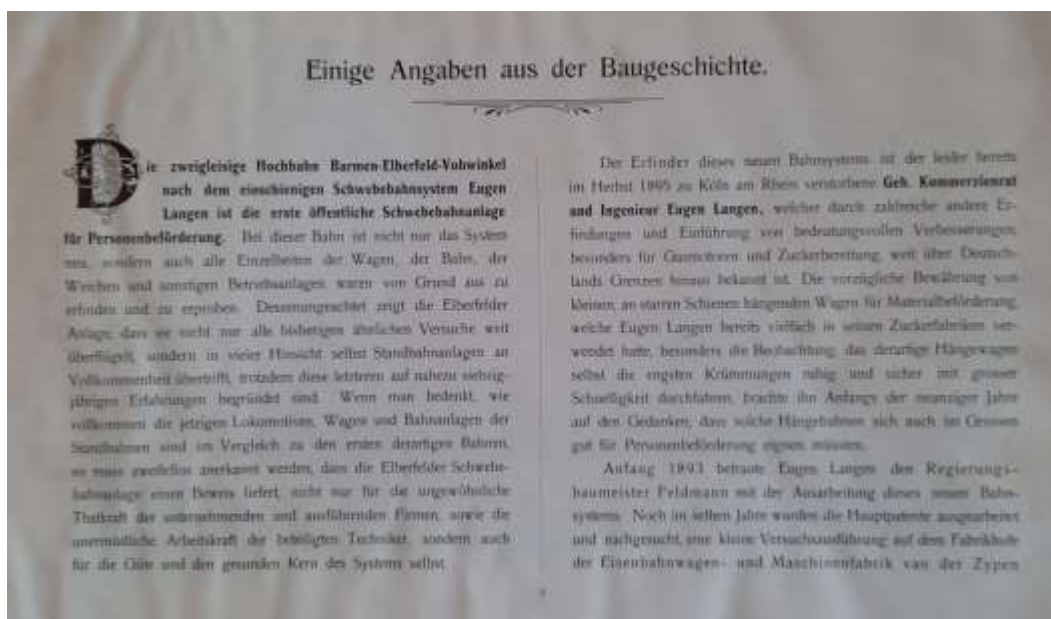 Einige Angaben aus der Baugeschichte.
Die zweigleisige Hochbahn Barmen-Elberfeld-Vohwinkel
nach dem einschienigen Schwebebahnsystem Eugen
Langen ist die erste öffentliche Schwebebahnanlage
für Personenbeförderung. Bei dieser Bahn ist nicht nur das System
neu, sondern auch alle Einzelheiten der Wagen, der Bahn, der
Weichen und sonstigen Betriebsanlagen waren von Grund aus zu
erfinden und zu erproben. Dessenungeachtet zeigt die Elberfelder
Anlage, dass sie nicht nur alle bisherigen ähnlichen Versuche weit
überflügelt, sondern in vieler Hinsicht selbst Standbahnanlagen an
Vollkommenheit übertrifft, trotzdem diese letzteren auf nahezu siebzig-
jährigen Erfahrungen begründet sind. Wenn man bedenkt, wie
vollkommen die jetzigen Lokomotiven, Wagen und Bahnanlagen der
Standbahnen sind im Vergleich zu den ersten derartigen Bahnen,
so muss zweifellos anerkannt werden, dass die Elberfelder Schwebe-
bahnanlage einen Beweis liefert, nicht nur für die ungewöhnliche
Thatkraft der unternehmenden und ausführenden Firmen, sowie die
unermüdliche Arbeitskraft der beteiligten Techniker, sondern auch
für die Güte und den gesunden Kern des Systems selbst.
Der Erfinder dieses neuen Bahnsystems ist der leider bereits
im Herbst 1895 zu Köln am Rhein verstorbene Geh. Kommerzienrat
und Ingenieur Eugen Langen, welcher durch zahlreiche andere Er-
findungen und Einführung von bedeutungsvollen Verbesserungen,
besonders für Gasmotoren und Zuckerbereitung, weit über Deutsch-
lands Grenzen hinaus bekannt ist. Die vorzügliche Bewährung von
kleinen, an starren Schienen hängenden Wagen für Materialbeförderung,
welche Eugen Langen bereits vielfach in seinen Zuckerfabriken ver-
wendet hatte, besonders die Beobachtung, das derartige Hängewagen
selbst die engsten Krümmungen ruhig und sicher mit grosser
Schnelligkeit durchfahren, brachte ihn Anfangs der neunziger Jahre
auf den Gedanken, dass solche Hängebahnen sich auch im Grossen
gut für Personenbeförderung eignen müssten.
Anfang 1893 betraute Eugen Langen den Regierungs-
baumeister Feldmann mit der Ausarbeitung dieses neuen Bahn-
systems. Noch im selben Jahre wurden die Hauptpatente ausgearbeitet
und nachgesucht, eine kleine Versuchsausführung auf dem Fabrikhofe
der Eisenbahnwagen- und Maschinenfabrik van der Zypen